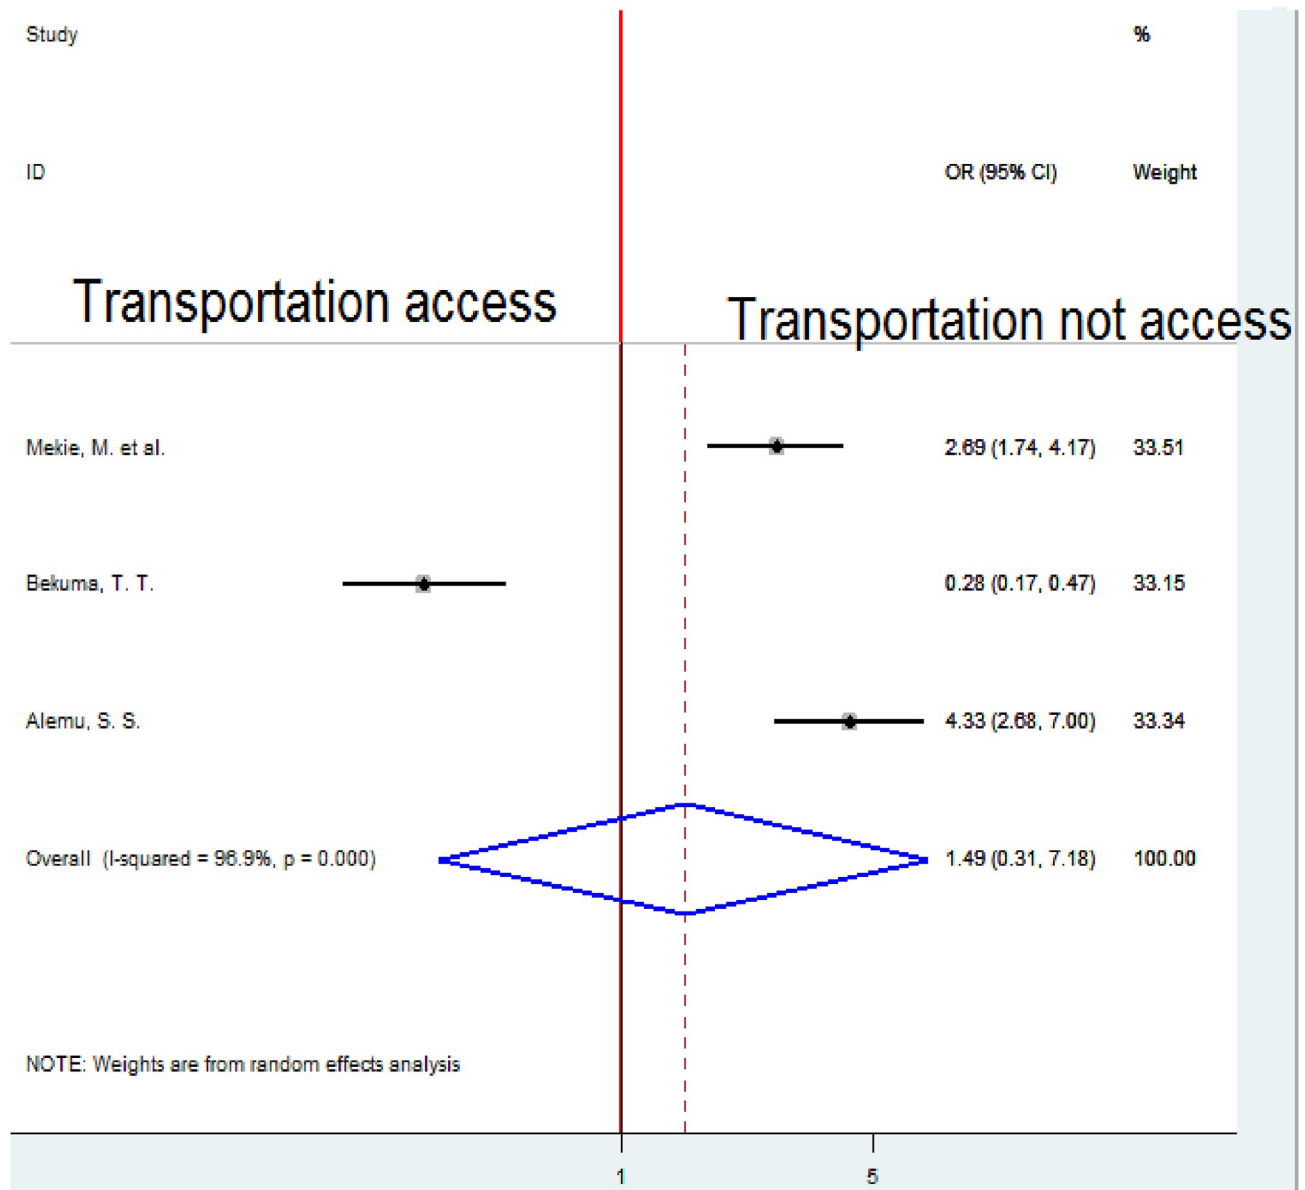 Study %
ID OR (95% CI) Weight
Transportation access
Transportation not access
Mekie, M. et al. 2.69 (1.74, 4.17) 33.51
Bekuma, T. T. 0.28 (0.17, 0.47) 33.15
Alemu, S. S. 4.33 (2.68, 7.00) 33.34
Overall (I-squared = 96.9%, p = 0.000) 1.49 (0.31, 7.18) 100.00
NOTE: Weights are from random effects analysis
1 5